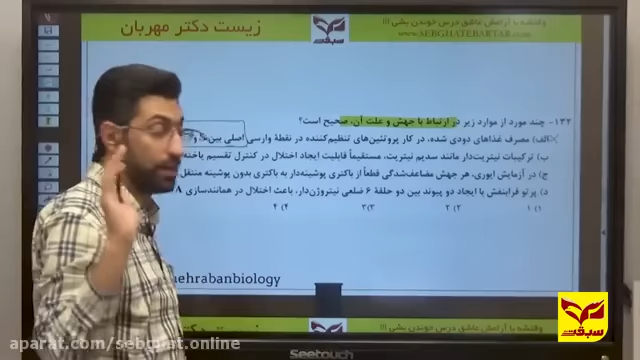 زیست دکتر مهربان
وقتشه با آرامش عاشق درس خوندن بشی !!!
WWW.SEBGHATEBARTAR.COM
۱۳۲- چند مورد از موارد زیر در ارتباط با جهش و علت آن، صحیح است؟
الف) مصرف غذاهای دودی شده، در کار پروتئین‌های تنظیم‌کننده در نقطهٔ وارسی اصلی بین
ب) ترکیبات نیتریت‌دار مانند سدیم نیتریت، مستقیماً قابلیت ایجاد اختلال در کنترل تقسیم یاخته
ج) در آزمایش ایوری، هر جهش مضاعف‌شدگی قطعاً از باکتری پوشینه‌دار به باکتری بدون پوشینه منتقل
د) پرتو فرابنفش با ایجاد دو پیوند بین دو حلقهٔ ۶ ضلعی نیتروژن‌دار، باعث اختلال در همانندسازی
۱) ۱ ۲) ۲ ۳) ۳ ۴) ۴
mehrabanbiology
سبقت
وقتشه با آرامش عاشق درس خوندن بشی !!!
aparat.com/sebghat.online
Seetouch
سبقت